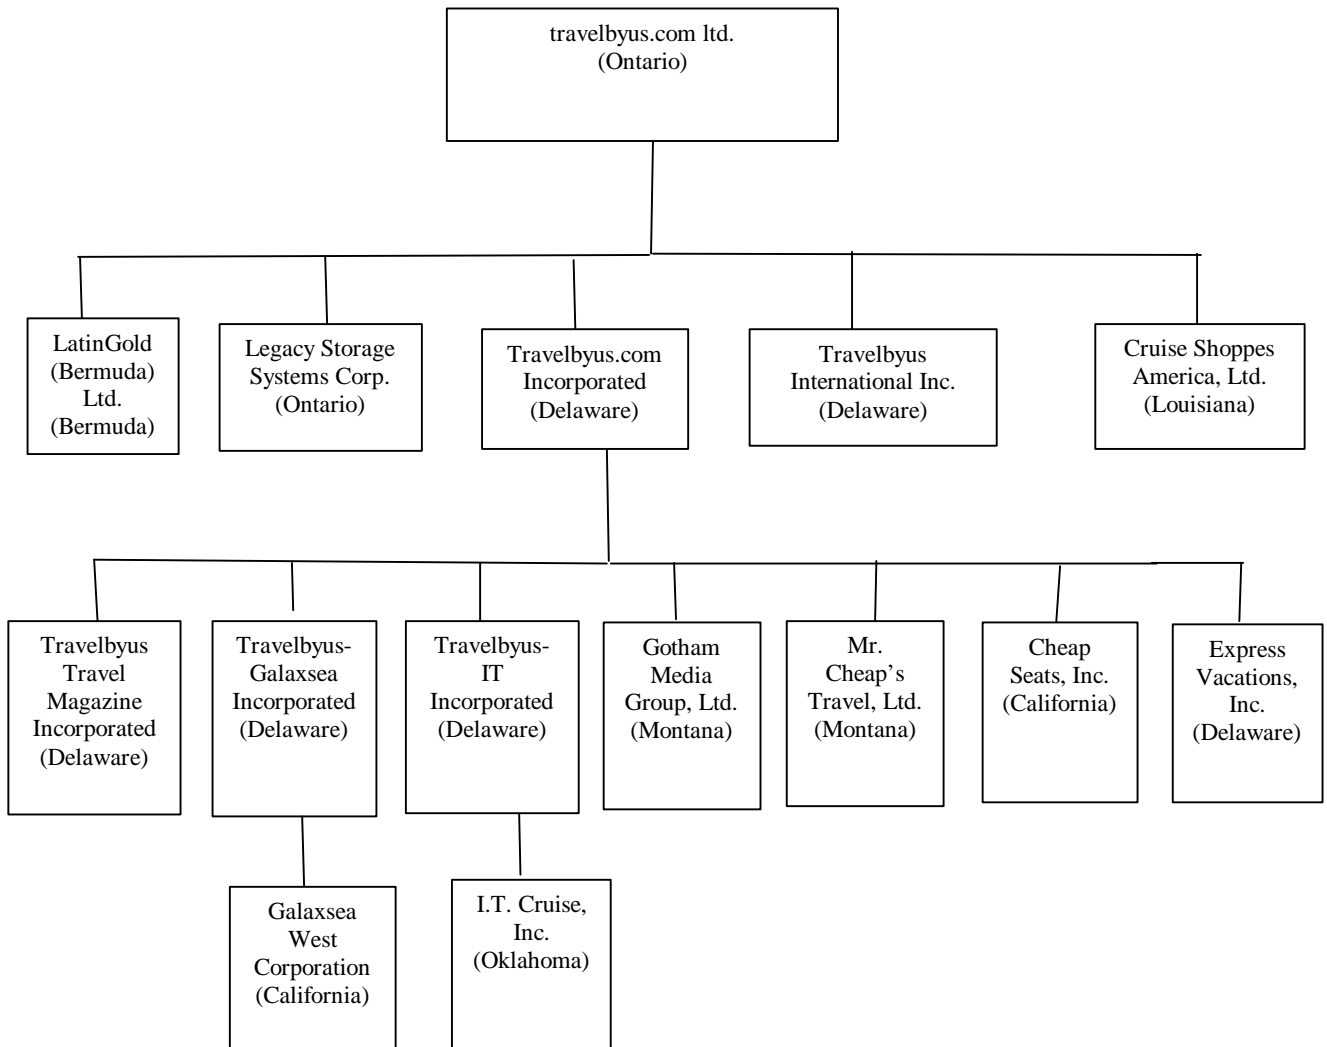 travelbyus.com ltd.
(Ontario)
LatinGold
(Bermuda)
Ltd.
(Bermuda)
Legacy Storage
Systems Corp.
(Ontario)
Travelbyus.com
Incorporated
(Delaware)
Travelbyus
International Inc.
(Delaware)
Cruise Shoppes
America, Ltd.
(Louisiana)
Travelbyus
Travel
Magazine
Incorporated
(Delaware)
Travelbyus-
Galaxsea
Incorporated
(Delaware)
Travelbyus-
IT
Incorporated
(Delaware)
Gotham
Media
Group, Ltd.
(Montana)
Mr.
Cheap’s
Travel, Ltd.
(Montana)
Cheap
Seats, Inc.
(California)
Express
Vacations,
Inc.
(Delaware)
Galaxsea
West
Corporation
(California)
I.T. Cruise,
Inc.
(Oklahoma)